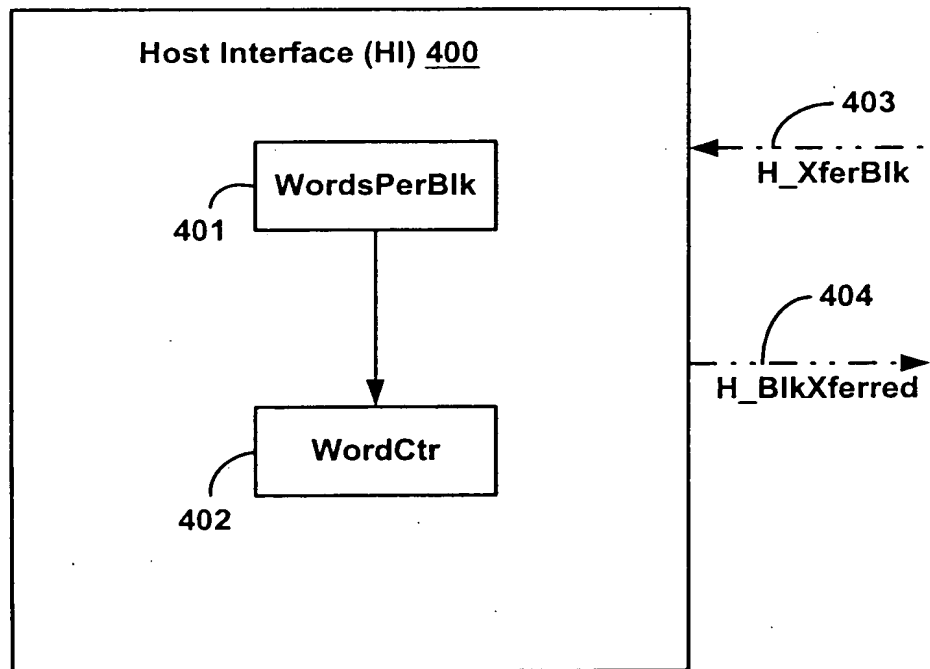 Host Interface (HI) 400
403
WordsPerBlk
H_XferBlk
401
404
H_BlkXferred
WordCtr
402